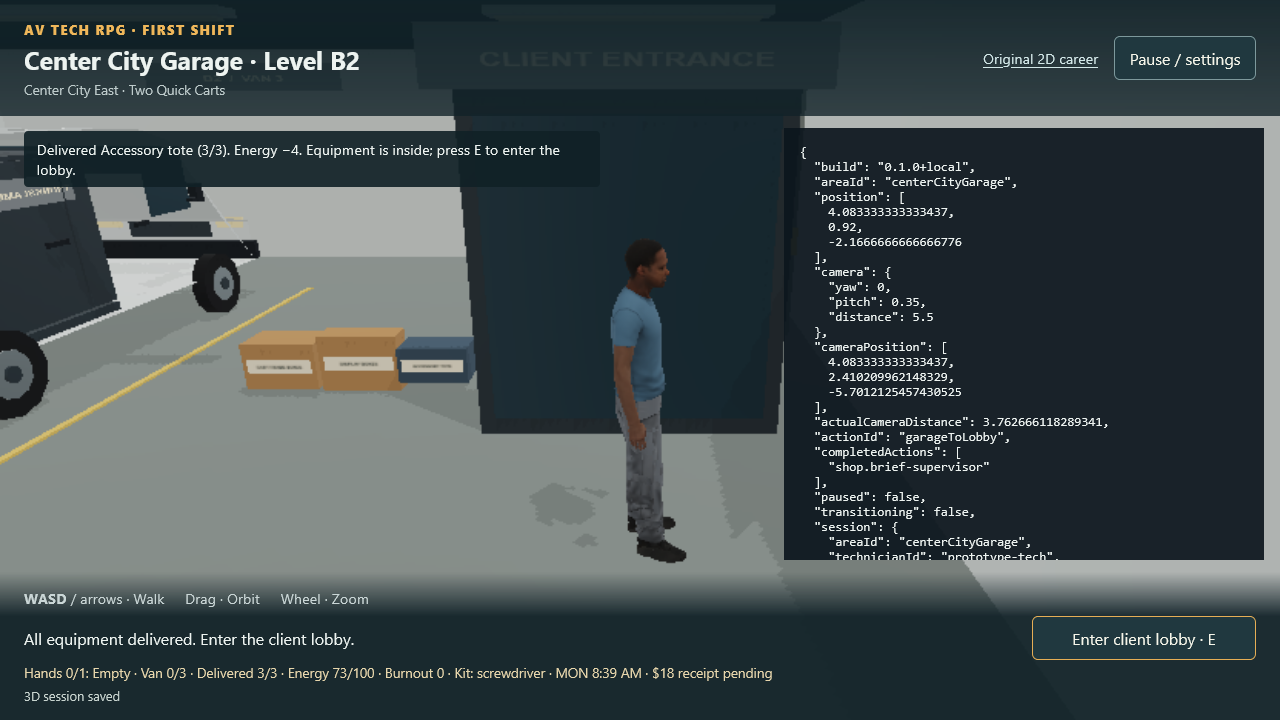 AV TECH RPG · FIRST SHIFT
Center City Garage · Level B2
Center City East · Two Quick Carts
CLIENT ENTRANCE
Original 2D career
Pause / settings
Delivered Accessory tote (3/3). Energy −4. Equipment is inside; press E to enter the
lobby.
{
"build": "0.1.0+local",
"areaId": "centerCityGarage",
"position": [
4.083333333333437,
0.92,
-2.1666666666666776
],
"camera": {
"yaw": 0,
"pitch": 0.35,
"distance": 5.5
},
"cameraPosition": [
4.083333333333437,
2.410209962148329,
-5.7012125457430525
],
"actualCameraDistance": 3.762666118289341,
"actionId": "garageToLobby",
"completedActions": [
"shop.brief-supervisor"
],
"paused": false,
"transitioning": false,
"session": {
"areaId": "centerCityGarage",
"technicianId": "prototype-tech",
WASD / arrows · Walk Drag · Orbit Wheel · Zoom
All equipment delivered. Enter the client lobby.
Enter client lobby · E
Hands 0/1: Empty · Van 0/3 · Delivered 3/3 · Energy 73/100 · Burnout 0 · Kit: screwdriver · MON 8:39 AM · $18 receipt pending
3D session saved